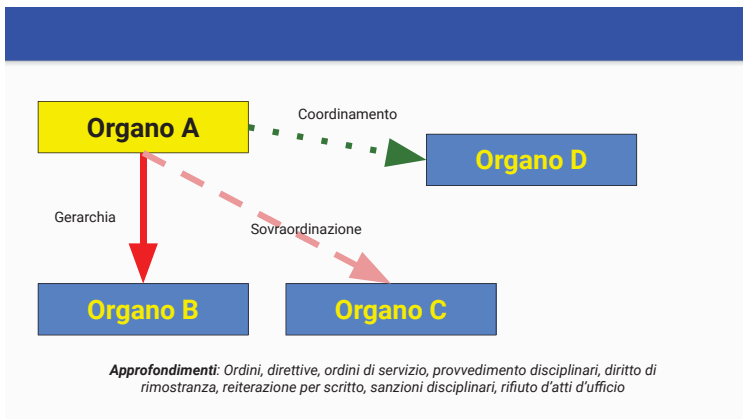 Organo A
Coordinamento
Organo D
Gerarchia
Sovraordinazione
Organo B
Organo C
Approfondimenti: Ordini, direttive, ordini di servizio, provvedimento disciplinari, diritto di
rimostranza, reiterazione per scritto, sanzioni disciplinari, rifiuto d'atti d'ufficio